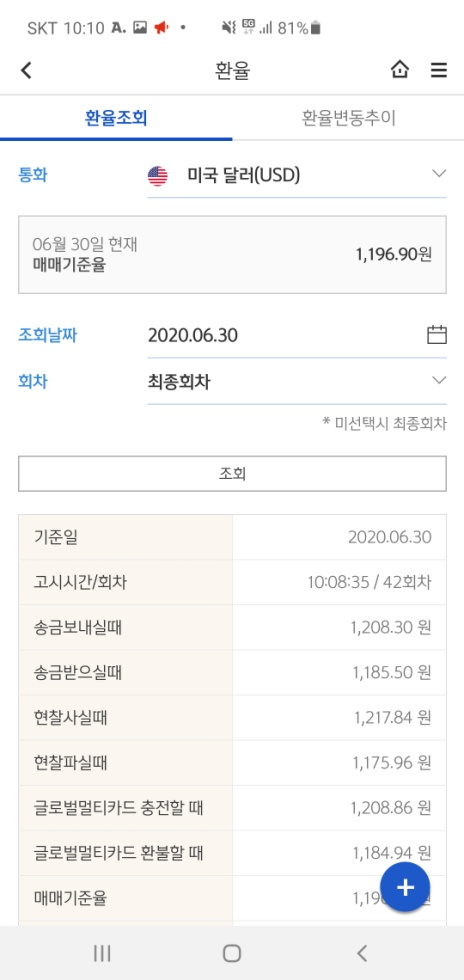 SKT 10:10 A. 5G 81%
환율
환율조회 환율변동추이
통화 미국 달러(USD)
06월 30일 현재
매매기준율 1,196.90원
조회날짜 2020.06.30
회차 최종회차
* 미선택시 최종회차
조회
기준일 2020.06.30
고시시간/회차 10:08:35 / 42회차
송금보내실때 1,208.30 원
송금받으실때 1,185.50 원
현찰사실때 1,217.84 원
현찰파실때 1,175.96 원
글로벌멀티카드 충전할 때 1,208.86 원
글로벌멀티카드 환불할 때 1,184.94 원
매매기준율